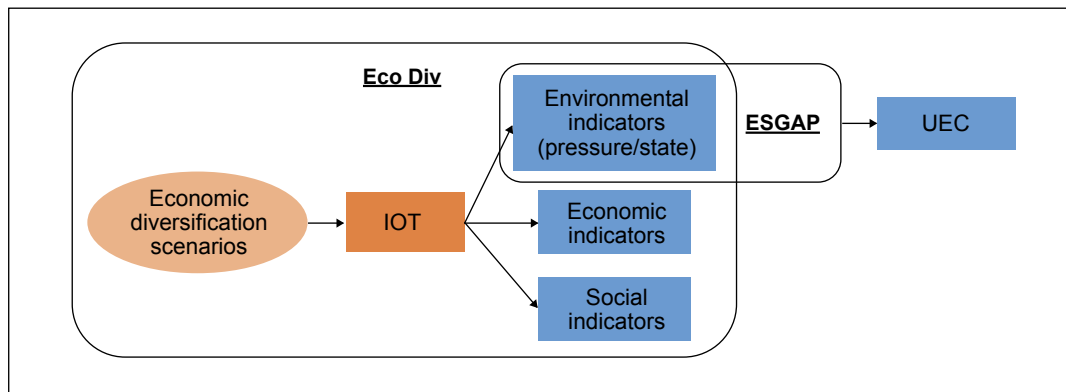 Eco Div
Environmental
indicators
(pressure/state)
ESGAP
UEC
Economic
diversification
scenarios
IOT
Economic
indicators
Social
indicators